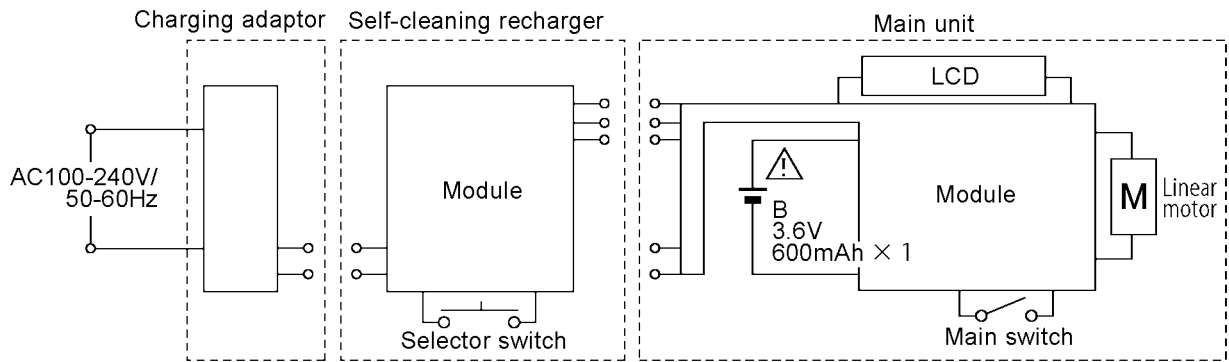 Charging adaptor
Self-cleaning recharger
Main unit
LCD
AC100-240V/
50-60Hz
Module
!
B
3.6V
600mAh × 1
Module
M
Linear
motor
Selector switch
Main switch